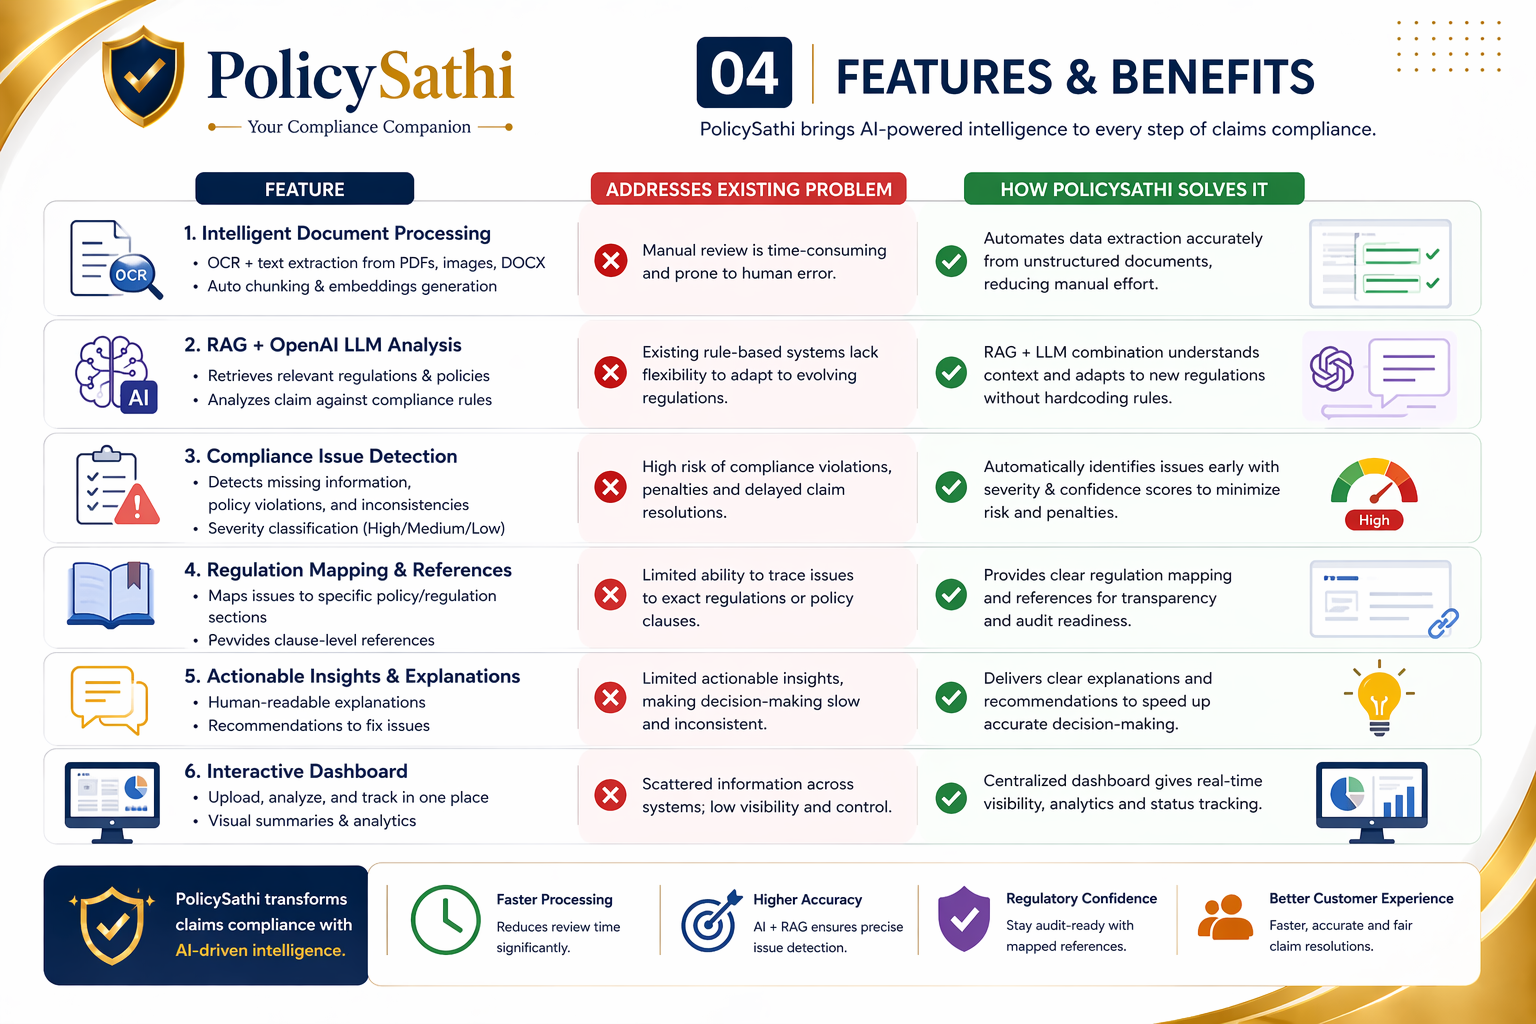 PolicySathi
Your Compliance Companion
04
FEATURES & BENEFITS
PolicySathi brings AI-powered intelligence to every step of claims compliance.
FEATURE
ADDRESSES EXISTING PROBLEM
HOW POLICYSATHI SOLVES IT
OCR
1. Intelligent Document Processing
• OCR + text extraction from PDFs, images, DOCX
• Auto chunking & embeddings generation
Manual review is time-consuming
and prone to human error.
Automates data extraction accurately
from unstructured documents,
reducing manual effort.
AI
2. RAG + OpenAI LLM Analysis
• Retrieves relevant regulations & policies
• Analyzes claim against compliance rules
Existing rule-based systems lack
flexibility to adapt to evolving
regulations.
RAG + LLM combination understands
context and adapts to new regulations
without hardcoding rules.
3. Compliance Issue Detection
• Detects missing information,
policy violations, and inconsistencies
• Severity classification (High/Medium/Low)
High risk of compliance violations,
penalties and delayed claim
resolutions.
Automatically identifies issues early with
severity & confidence scores to minimize
risk and penalties.
High
4. Regulation Mapping & References
• Maps issues to specific policy/regulation
sections
• Pevvides clause-level references
Limited ability to trace issues
to exact regulations or policy
clauses.
Provides clear regulation mapping
and references for transparency
and audit readiness.
5. Actionable Insights & Explanations
• Human-readable explanations
• Recommendations to fix issues
Limited actionable insights,
making decision-making slow
and inconsistent.
Delivers clear explanations and
recommendations to speed up
accurate decision-making.
6. Interactive Dashboard
• Upload, analyze, and track in one place
• Visual summaries & analytics
Scattered information across
systems; low visibility and control.
Centralized dashboard gives real-time
visibility, analytics and status tracking.
PolicySathi transforms
claims compliance with
AI-driven intelligence.
Faster Processing
Reduces review time
significantly.
Higher Accuracy
AI + RAG ensures precise
issue detection.
Regulatory Confidence
Stay audit-ready with
mapped references.
Better Customer Experience
Faster, accurate and fair
claim resolutions.